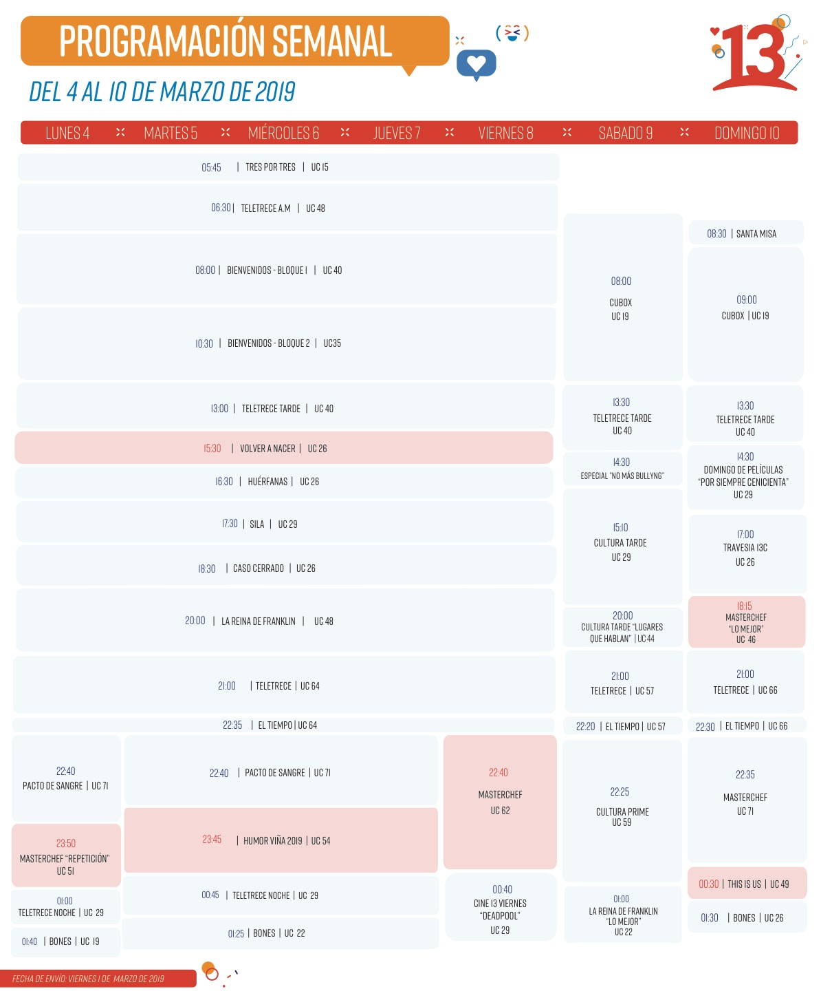 PROGRAMACIÓN SEMANAL
13
DEL 4 AL 10 DE MARZO DE 2019
LUNES 4 MARTES 5 MIÉRCOLES 6 JUEVES 7 VIERNES 8 SABADO 9 DOMINGO 10
05:45 | TRES POR TRES | UC 15
06:30 | TELETRECE A.M | UC 48
08:00 | BIENVENIDOS - BLOQUE 1 | UC 40
10:30 | BIENVENIDOS - BLOQUE 2 | UC35
13:00 | TELETRECE TARDE | UC 40
15:30 | VOLVER A NACER | UC 26
16:30 | HUÉRFANAS | UC 26
17:30 | SILA | UC 29
18:30 | CASO CERRADO | UC 26
20:00 | LA REINA DE FRANKLIN | UC 48
21:00 | TELETRECE | UC 64
22:35 | EL TIEMPO | UC 64
22:40
PACTO DE SANGRE | UC 71
23:50
MASTERCHEF "REPETICIÓN"
UC 51
01:00
TELETRECE NOCHE | UC 29
01:40 | BONES | UC 19
22:40 | PACTO DE SANGRE | UC 71
23:45 | HUMOR VIÑA 2019 | UC 54
00:45 | TELETRECE NOCHE | UC 29
01:25 | BONES | UC 22
22:40
MASTERCHEF
UC 62
00:40
CINE 13 VIERNES
"DEADPOOL"
UC 29
08:00
CUBOX
UC 19
13:30
TELETRECE TARDE
UC 40
14:30
ESPECIAL "NO MÁS BULLYNG"
15:10
CULTURA TARDE
UC 29
20:00
CULTURA TARDE "LUGARES
QUE HABLAN" | UC 44
21:00
TELETRECE | UC 57
22:20 | EL TIEMPO | UC 57
22:25
CULTURA PRIME
UC 59
01:00
LA REINA DE FRANKLIN
"LO MEJOR"
UC 22
08:30 | SANTA MISA
09:00
CUBOX | UC 19
13:30
TELETRECE TARDE
UC 40
14:30
DOMINGO DE PELÍCULAS
"POR SIEMPRE CENICIENTA"
UC 29
17:00
TRAVESIA 13C
UC 26
18:15
MASTERCHEF
"LO MEJOR"
UC 46
21:00
TELETRECE | UC 66
22:30 | EL TIEMPO | UC 66
22:35
MASTERCHEF
UC 71
00:30 | THIS IS US | UC 49
01:30 | BONES | UC 26
FECHA DE ENVÍO: VIERNES 1 DE MARZO DE 2019